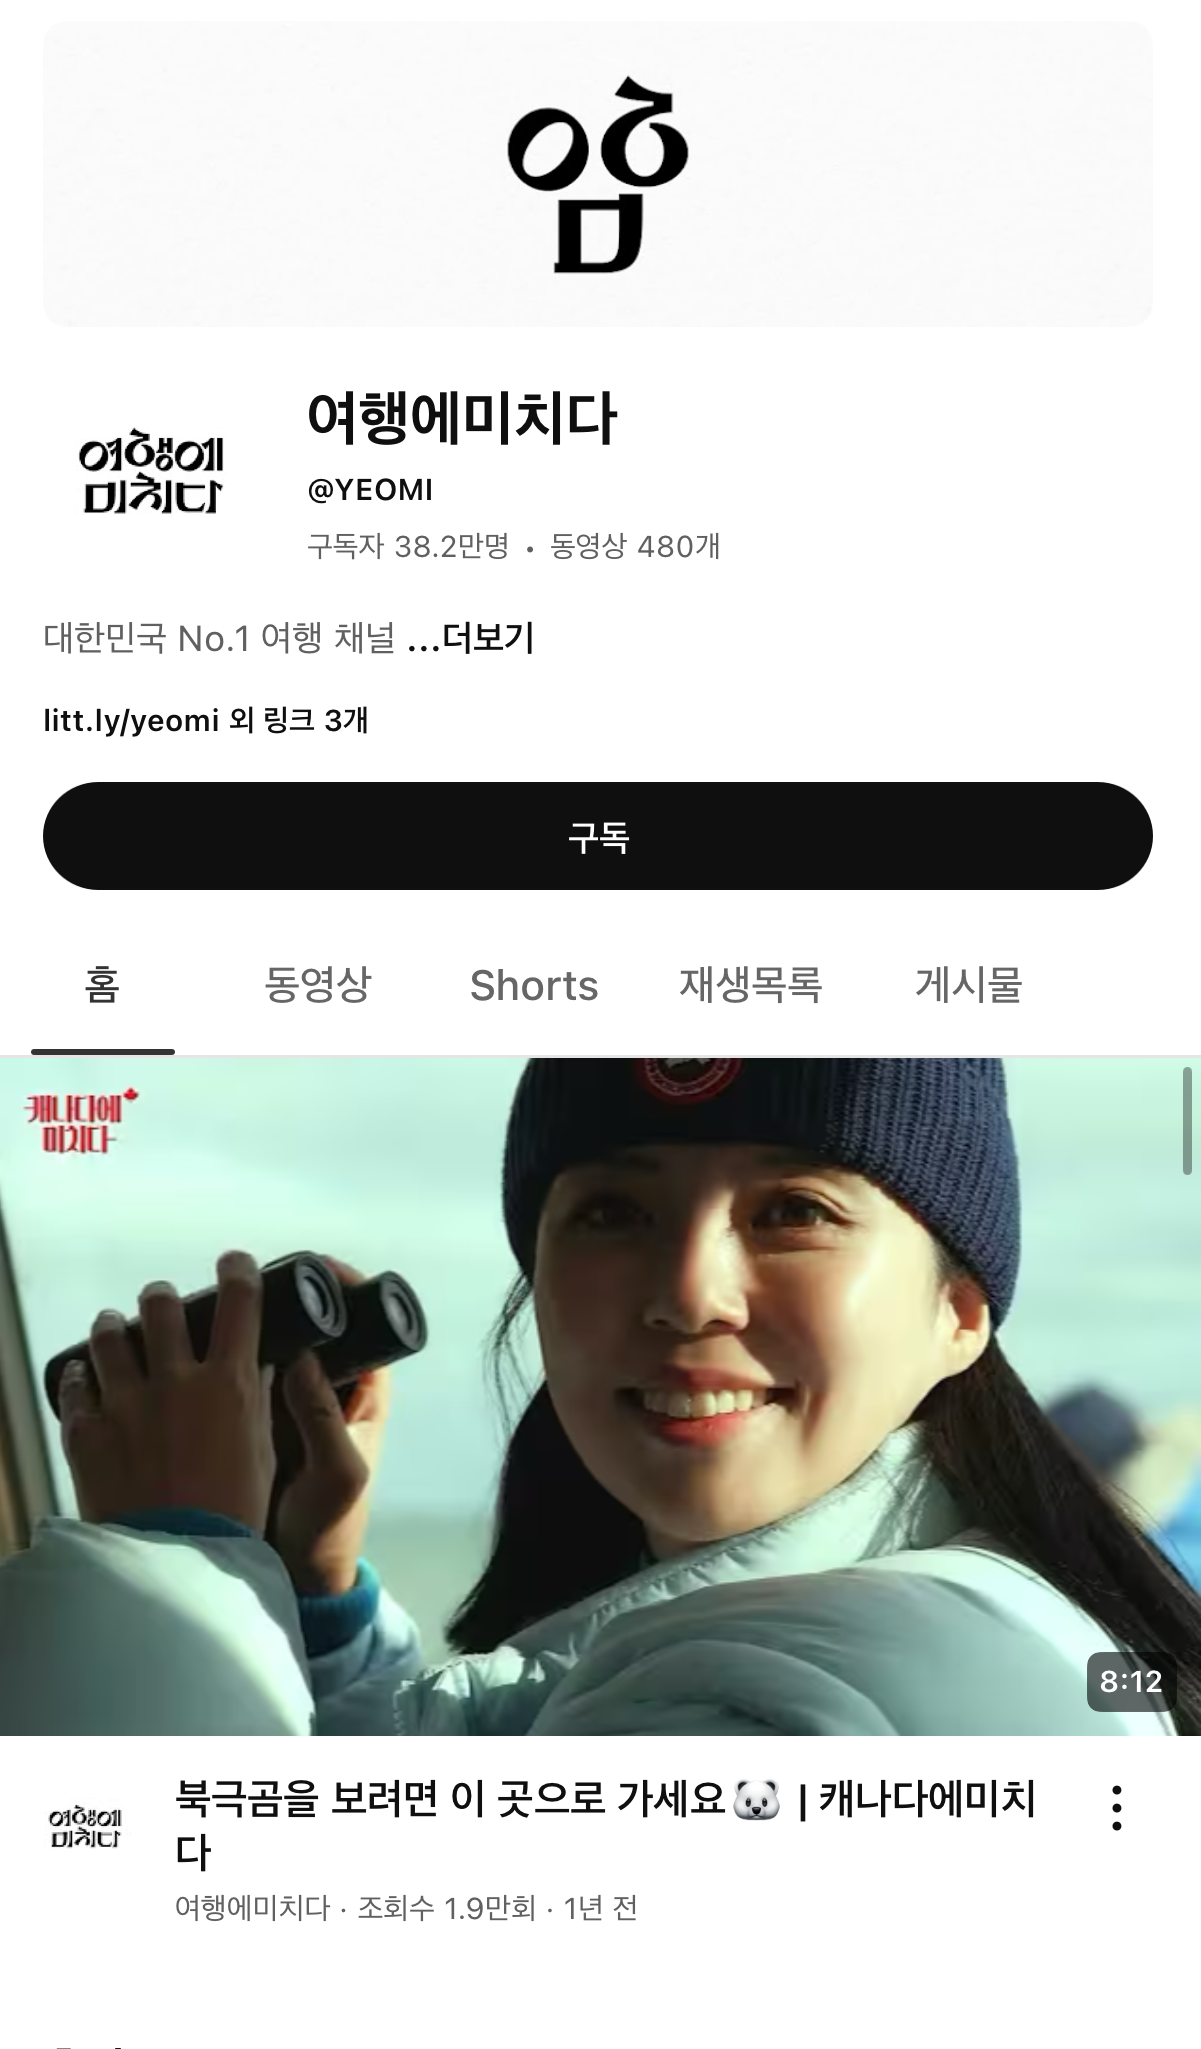 여행에
미치다
여행에미치다
@YEOMI
구독자 38.2만명 • 동영상 480개
대한민국 No.1 여행 채널 ...더보기
litt.ly/yeomi 외 링크 3개
구독
홈 동영상 Shorts 재생목록 게시물
캐나다에
미치다
8:12
여행에
미치다
북극곰을 보려면 이 곳으로 가세요🐻‍❄️ | 캐나다에미치
다
여행에미치다 · 조회수 1.9만회 · 1년 전